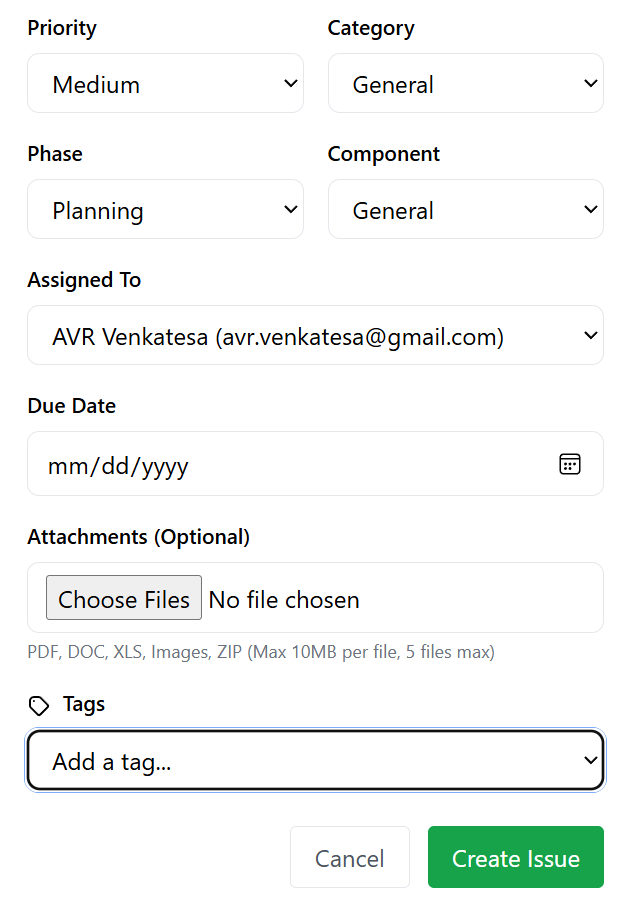 Priority
Category
Medium
General
Phase
Component
Planning
General
Assigned To
AVR Venkatesa (avr.venkatesa@gmail.com)
Due Date
mm/dd/yyyy
Attachments (Optional)
Choose Files No file chosen
PDF, DOC, XLS, Images, ZIP (Max 10MB per file, 5 files max)
Tags
Add a tag...
Cancel
Create Issue